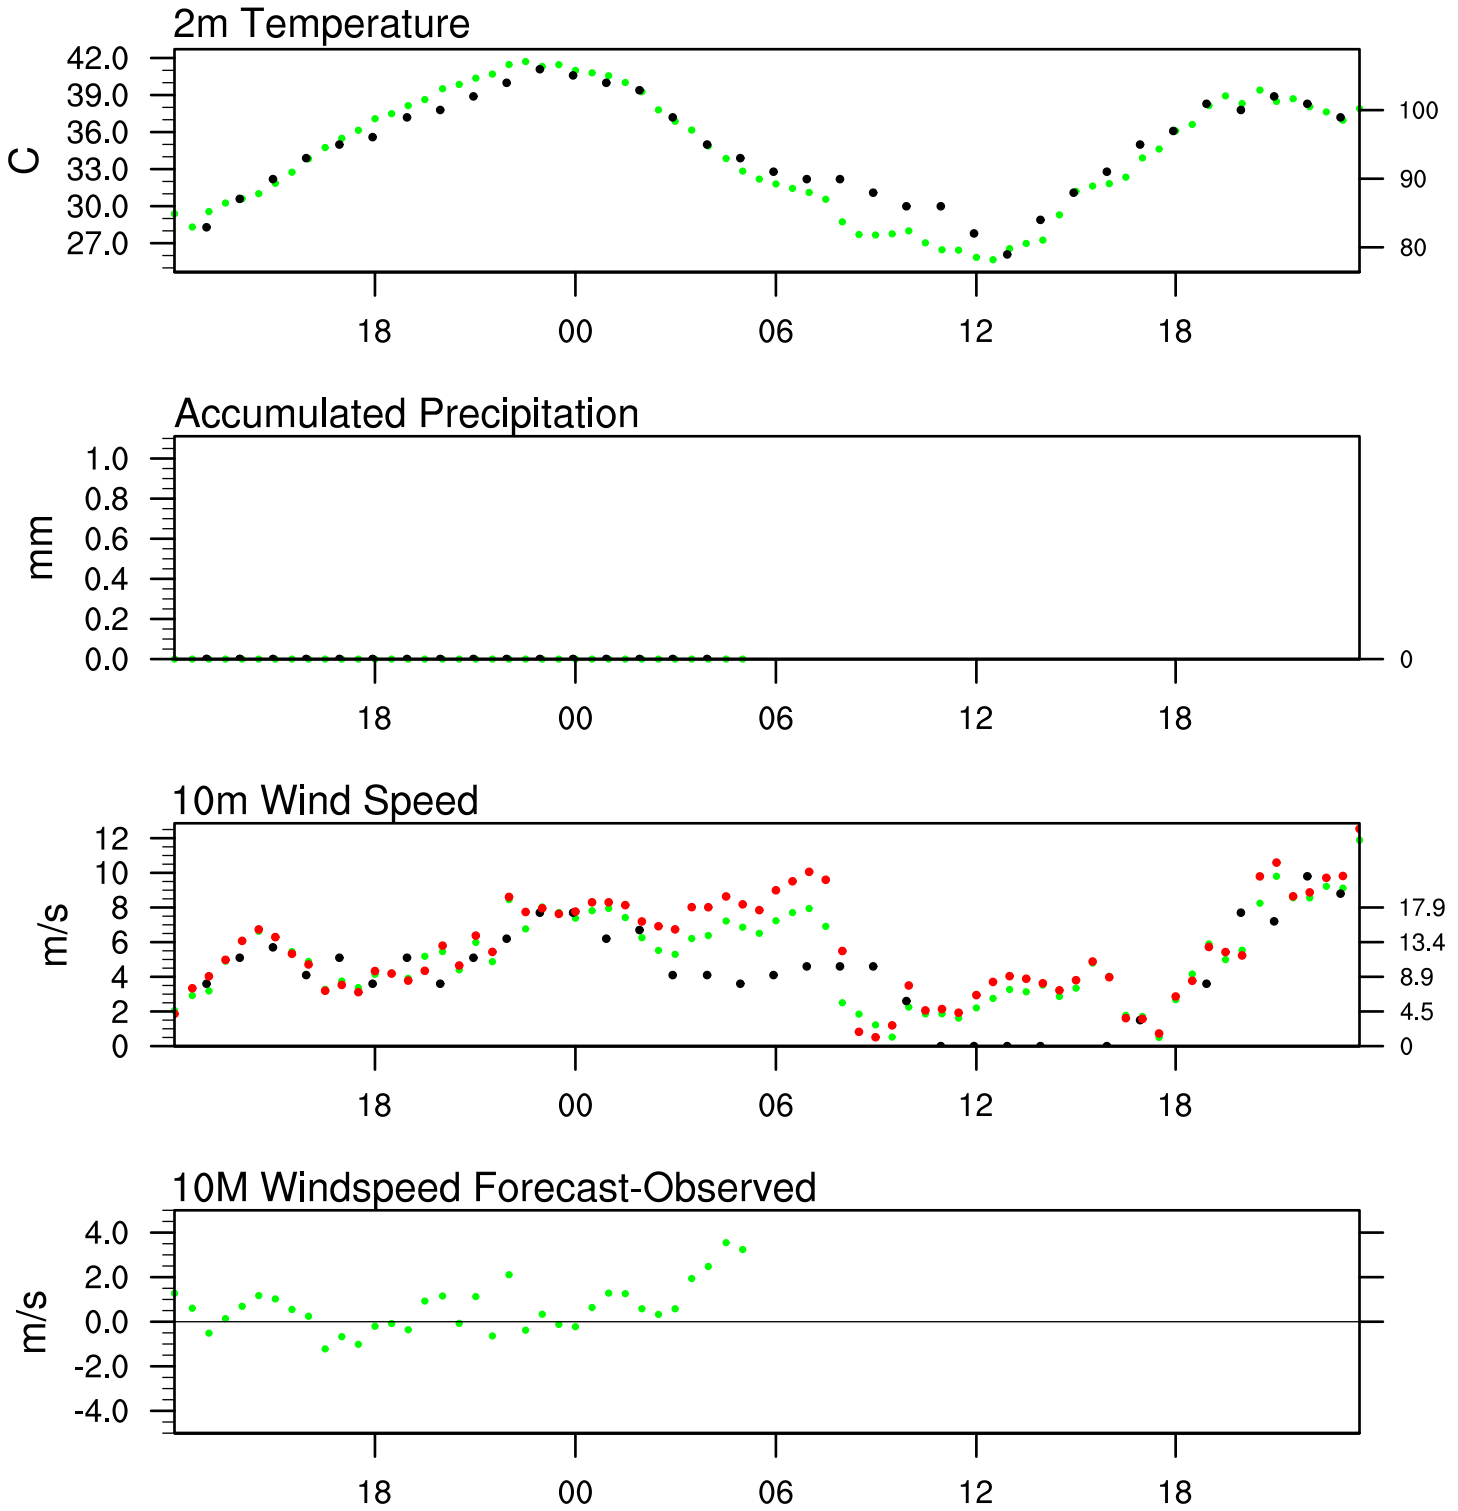 2m Temperature
42.0
39.0
36.0
33.0
30.0
27.0
C
100
90
80
18 00 06 12 18
Accumulated Precipitation
1.0
0.8
0.6
0.4
0.2
0.0
mm
0
18 00 06 12 18
10m Wind Speed
12
10
8
6
4
2
0
m/s
17.9
13.4
8.9
4.5
0
18 00 06 12 18
10M Windspeed Forecast-Observed
4.0
2.0
0.0
-2.0
-4.0
m/s
18 00 06 12 18